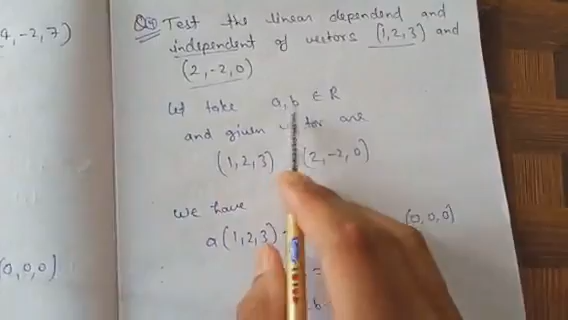 4, -2, 7)
(0, 0, 0)
Q5) Test the linear dependend and
independent of vectors (1, 2, 3) and
(2, -2, 0)
Let take a, b ∈ R
and given are
(1, 2, 3) (2, -2, 0)
We have
a(1, 2, 3) (0, 0, 0)
=
b